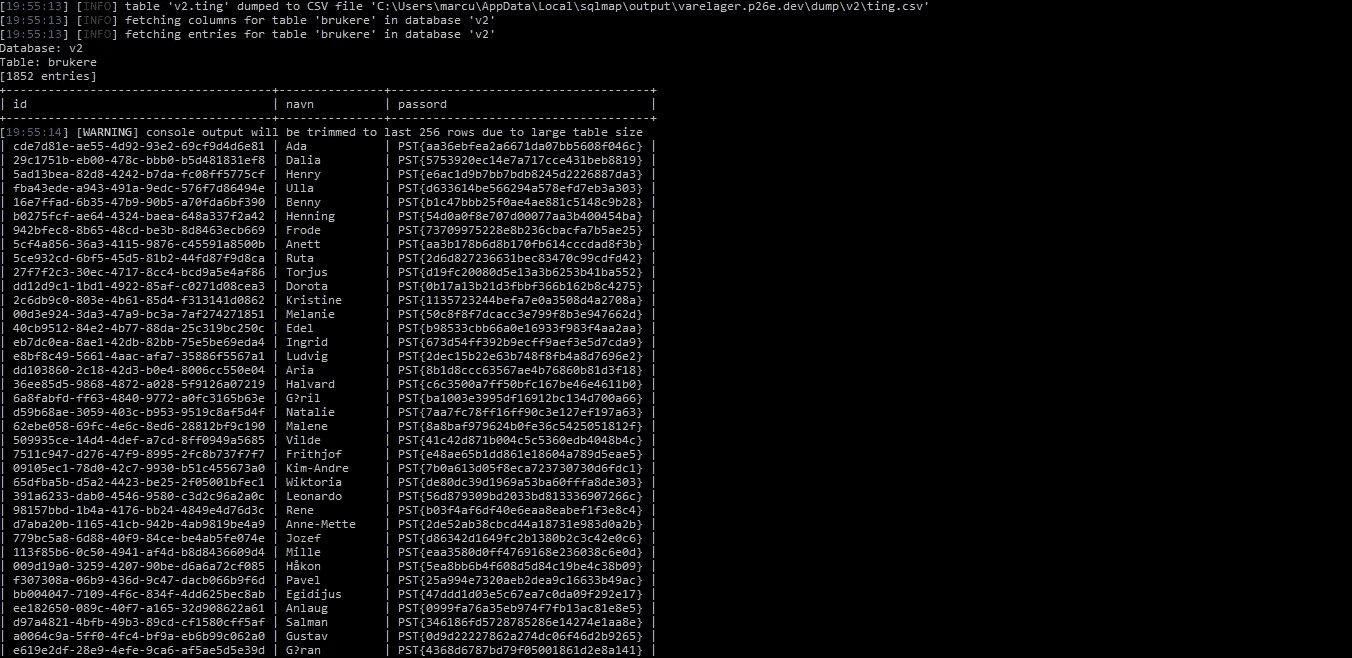 [19:55:13] [INFO] table 'v2.ting' dumped to CSV file 'C:\Users\marcu\AppData\Local\sqlmap\output\varelager.p26e.dev\dump\v2\ting.csv'
[19:55:13] [INFO] fetching columns for table 'brukere' in database 'v2'
[19:55:13] [INFO] fetching entries for table 'brukere' in database 'v2'
Database: v2
Table: brukere
[1852 entries]
+--------------------------------------+---------------+---------------------------------------+
| id | navn | passord |
+--------------------------------------+---------------+---------------------------------------+
[19:55:14] [WARNING] console output will be trimmed to last 256 rows due to large table size
| cde7d81e-ae55-4d92-93e2-69cf9d4d6e81 | Ada | PST{aa36ebfea2a6671da07bb5608f046c} |
| 29c1751b-eb00-478c-bbb0-b5d481831ef8 | Dalia | PST{5753920ec14e7a717cce431beb8819} |
| 5ad13bea-82d8-4242-b7da-fc08ff5775cf | Henry | PST{e6ac1d9b7bb7bdb8245d2226887da3} |
| fba43ede-a943-491a-9edc-576f7d86494e | Ulla | PST{d633614be566294a578efd7eb3a303} |
| 16e7ffad-6b35-47b9-90b5-a70fda6bf390 | Benny | PST{b1c47bbb25f0ae4ae881c5148c9b28} |
| b0275fcf-ae64-4324-baea-648a337f2a42 | Henning | PST{54d0a0f8e707d00077aa3b400454ba} |
| 942bfec8-8b65-48cd-be3b-8d8463ecb669 | Frode | PST{73709975228e8b236cbacfa7b5ae25} |
| 5cf4a856-36a3-4115-9876-c45591a8500b | Anett | PST{aa3b178b6d8b170fb614cccdad8f3b} |
| 5ce932cd-6bf5-45d5-81b2-44fd87f9d8ca | Ruta | PST{2d6d827236631bec83470c99cdfd42} |
| 27f7f2c3-30ec-4717-8cc4-bcd9a5e4af86 | Torjus | PST{d19fc20080d5e13a3b6253b41ba552} |
| dd12d9c1-1bd1-4922-85af-c0271d08cea3 | Dorota | PST{0b17a13b21d3fbbf366b162b8c4275} |
| 2c6db9c0-803e-4b61-85d4-f313141d0862 | Kristine | PST{1135723244befa7e0a3508d4a2708a} |
| 00d3e924-3da3-47a9-bc3a-7af274271851 | Melanie | PST{50c8f8f7dcacc3e799f8b3e947662d} |
| 40cb9512-84e2-4b77-88da-25c319bc250c | Edel | PST{b98533cbb66a0e16933f983f4aa2aa} |
| eb7dc0ea-8ae1-42db-82bb-75e5be69eda4 | Ingrid | PST{673d54ff392b9ecff9aef3e5d7cda9} |
| e8bf8c49-5661-4aac-afa7-35886f5567a1 | Ludvig | PST{2dec15b22e63b748f8fb4a8d7696e2} |
| dd103860-2c18-42d3-b0e4-8006cc550e04 | Aria | PST{8b1d8ccc63567ae4b76860b81d3f18} |
| 36ee85d5-9868-4872-a028-5f9126a07219 | Halvard | PST{c6c3500a7ff50bfc167be46e4611b0} |
| 6a8fabfd-ff63-4840-9772-a0fc3165b63e | G?ril | PST{ba1003e3995df16912bc134d700a66} |
| d59b68ae-3059-403c-b953-9519c8af5d4f | Natalie | PST{7aa7fc78ff16ff90c3e127ef197a63} |
| 62ebe058-69fc-4e6c-8ed6-28812bf9c190 | Malene | PST{8a8baf979624b0fe36c5425051812f} |
| 509935ce-14d4-4def-a7cd-8ff0949a5685 | Vilde | PST{41c42d871b004c5c5360edb4048b4c} |
| 7511c947-d276-47f9-8995-2fc8b737f7f7 | Frithjof | PST{e48ae65b1dd861e18604a789d5eae5} |
| 09105ec1-78d0-42c7-9930-b51c455673a0 | Kim-Andre | PST{7b0a613d05f8eca723730730d6fdc1} |
| 65dfba5b-d5a2-4423-be25-2f05001bfec1 | Wiktoria | PST{de80dc39d1969a53ba60fffa8de303} |
| 391a6233-dab0-4546-9580-c3d2c96a2a0c | Leonardo | PST{56d879309bd2033bd813336907266c} |
| 98157bbd-1b4a-4176-bb24-4849e4d76d3c | Rene | PST{b03f4af6df40e6eaa8eabef1f3e8c4} |
| d7aba20b-1165-41cb-942b-4ab9819be4a9 | Anne-Mette | PST{2de52ab38cbcd44a18731e983d0a2b} |
| 779bc5a8-6d88-40f9-84ce-be4ab5fe074e | Jozef | PST{d86342d1649fc2b1380b2c3c42e0c6} |
| 113f85b6-0c50-4941-af4d-b8d8436609d4 | Mille | PST{eaa3580d0ff4769168e236038c6e0d} |
| 009d19a0-3259-4207-90be-d6a6a72cf085 | Håkon | PST{5ea8bb6b4f608d5d84c19be4c38b09} |
| f307308a-06b9-436d-9c47-dacb066b9f6d | Pavel | PST{25a994e7320aeb2dea9c16633b49ac} |
| bb004047-7109-4f6c-834f-4dd625bec8ab | Egidijus | PST{47ddd1d03e5c67ea7c0da09f292e17} |
| ee182650-089c-40f7-a165-32d908622a61 | Anlaug | PST{0999fa76a35eb974f7fb13ac81e8e5} |
| d97a4821-4bfb-49b3-89cd-cf1580cff5af | Salman | PST{346186fd5728785286e14274e1aa8e} |
| a0064c9a-5ff0-4fc4-bf9a-eb6b99c062a0 | Gustav | PST{0d9d22227862a274dc06f46d2b9265} |
| e619e2df-28e9-4efe-9ca6-af5ae5d5e39d | G?ran | PST{4368d6787bd79f05001861d2e8a141} |